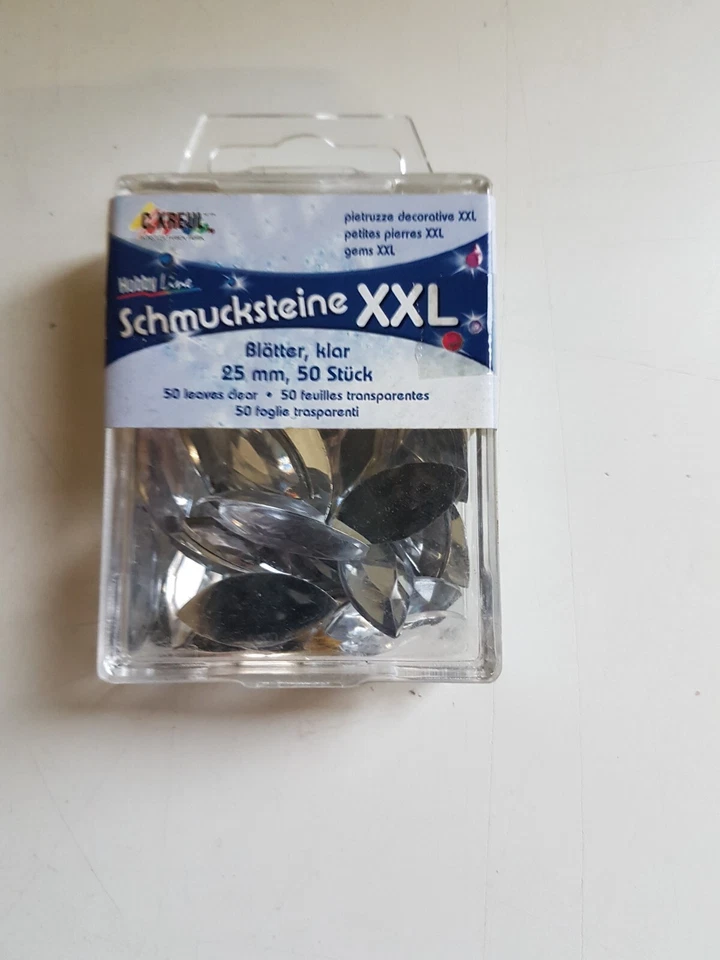 C.KREUL
pietruzze decorative XXL
petites pierres XXL
gems XXL
Hobby Line
Schmucksteine XXL
Blätter, klar
25 mm, 50 Stück
50 leaves clear • 50 feuilles transparentes
50 foglie trasparenti